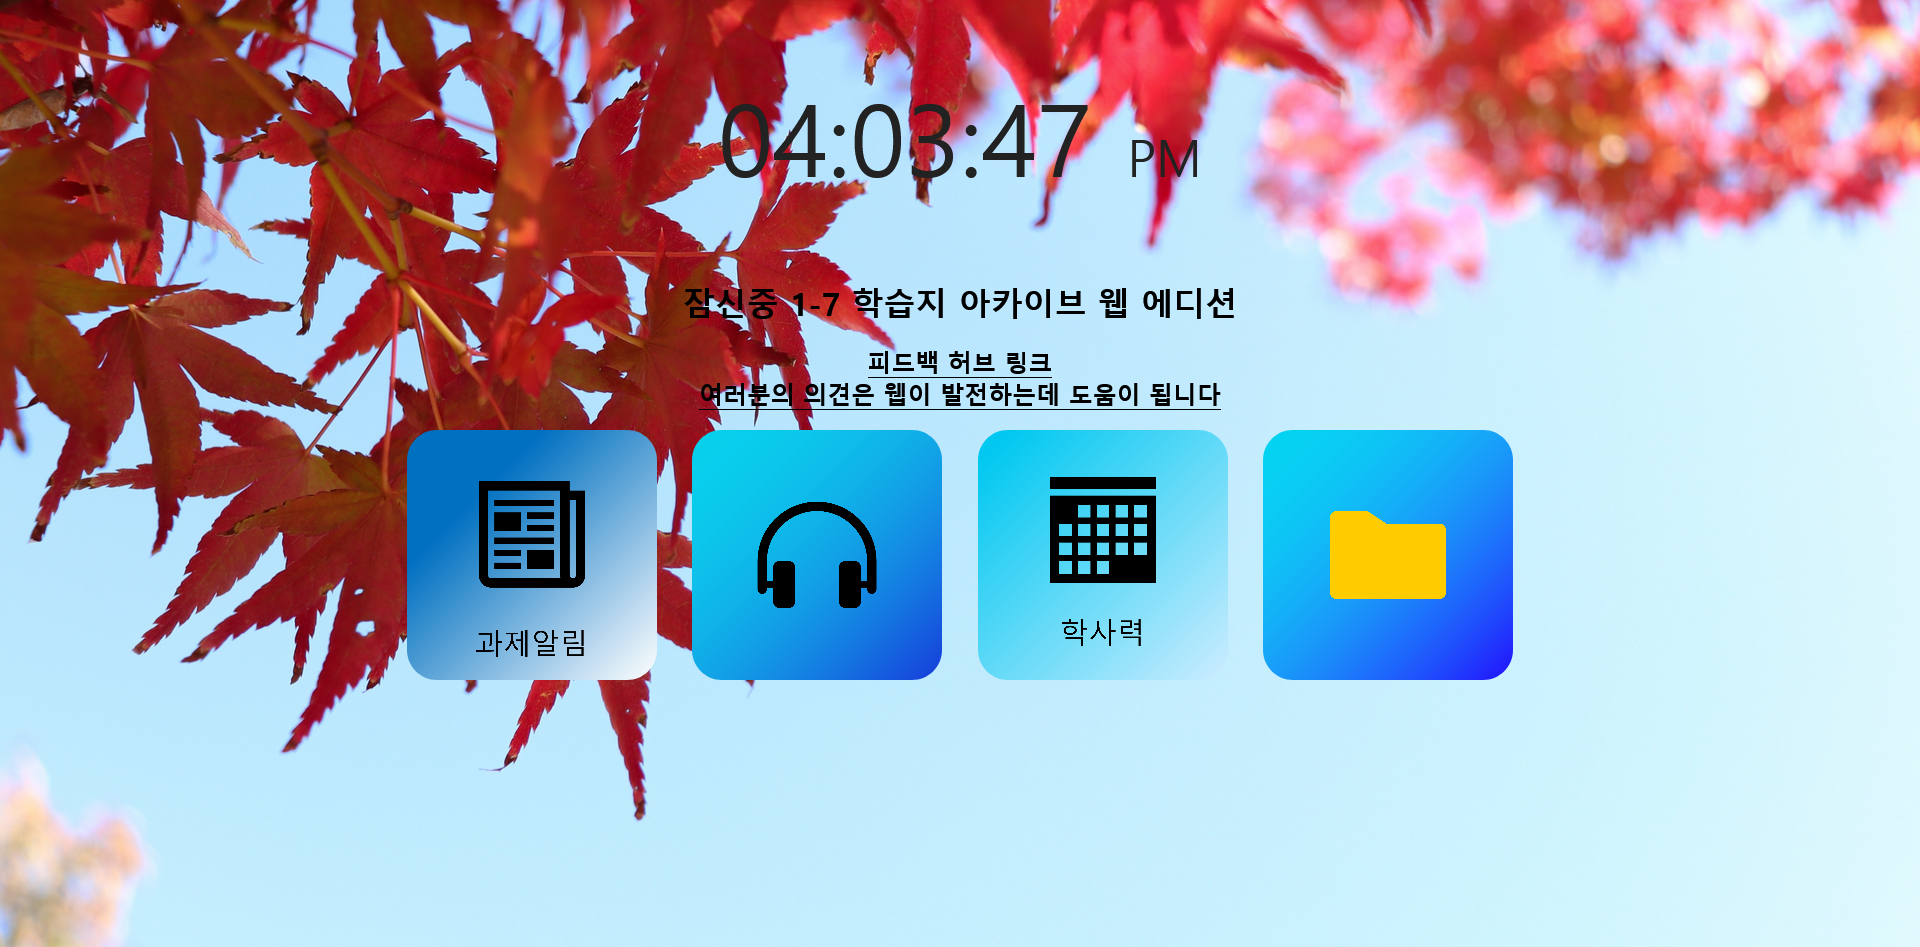 04:03:47 PM
잠신중 1-7 학습지 아카이브 웹 에디션
피드백 허브 링크
여러분의 의견은 웹이 발전하는데 도움이 됩니다
과제알림
학사력